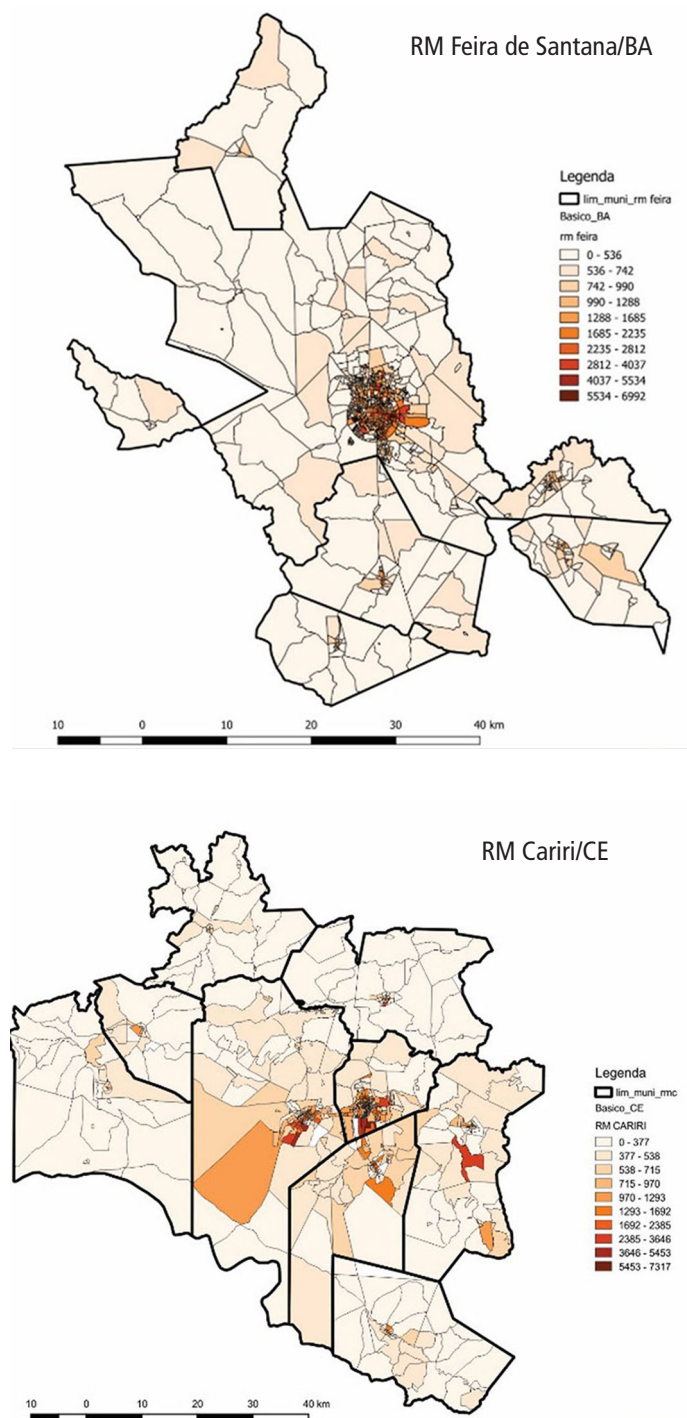 RM Feira de Santana/BA
Legenda
lim_muni_rm feira
Basico_BA
rm feira
0 - 536
536 - 742
742 - 990
990 - 1288
1288 - 1685
1685 - 2235
2235 - 2812
2812 - 4037
4037 - 5534
5534 - 6992
10 0 10 20 30 40 km
RM Cariri/CE
Legenda
lim_muni_rmc
Basico_CE
RM CARIRI
0 - 377
377 - 538
538 - 715
715 - 970
970 - 1293
1293 - 1692
1692 - 2385
2385 - 3646
3646 - 5453
5453 - 7317
10 0 10 20 30 40 km